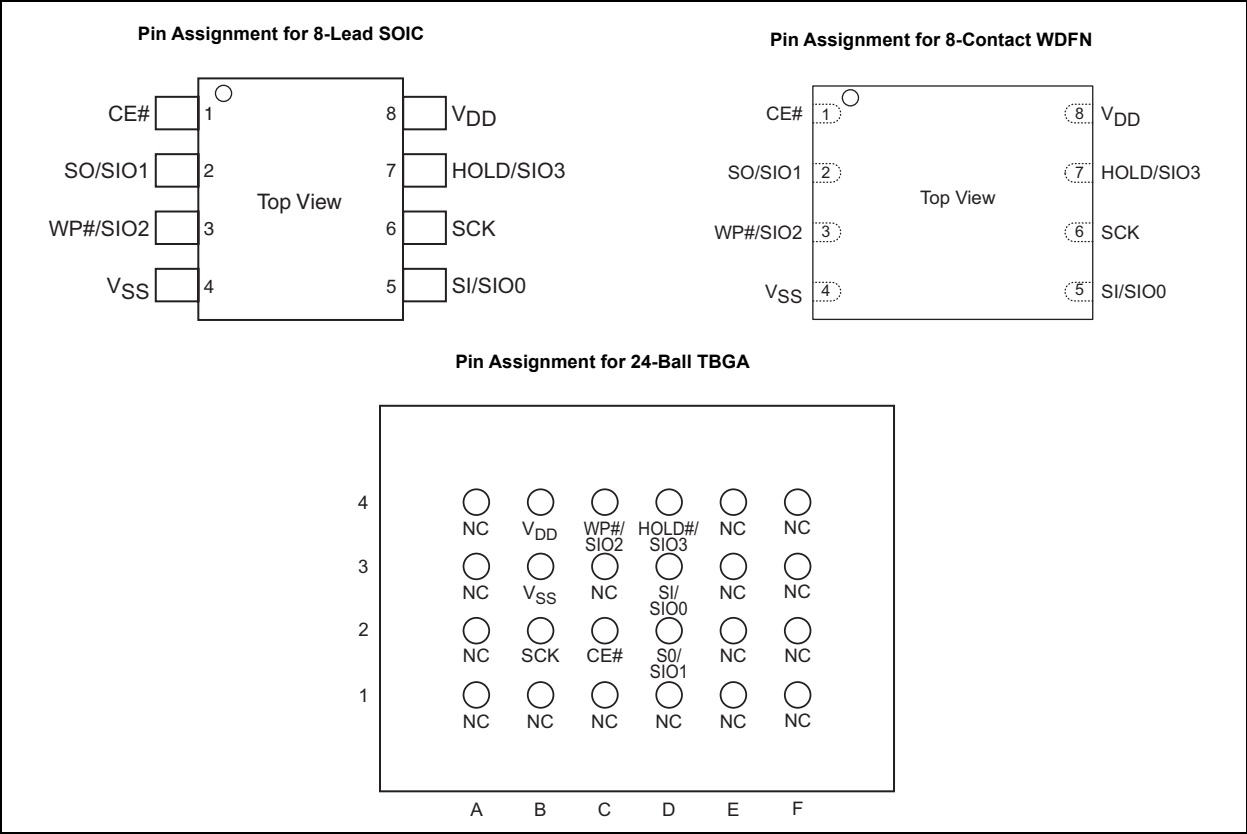 Pin Assignment for 8-Lead SOIC
CE# 1 8 VDD
SO/SIO1 2 7 HOLD/SIO3
Top View
WP#/SIO2 3 6 SCK
VSS 4 5 SI/SIO0
Pin Assignment for 8-Contact WDFN
CE# 1 8 VDD
SO/SIO1 2 7 HOLD/SIO3
Top View
WP#/SIO2 3 6 SCK
VSS 4 5 SI/SIO0
Pin Assignment for 24-Ball TBGA
4
NC VDD WP#/ HOLD#/ NC NC
SIO2 SIO3
3
NC VSS NC SI/ NC NC
SIO0
2
NC SCK CE# S0/ NC NC
SIO1
1
NC NC NC NC NC NC
A B C D E F